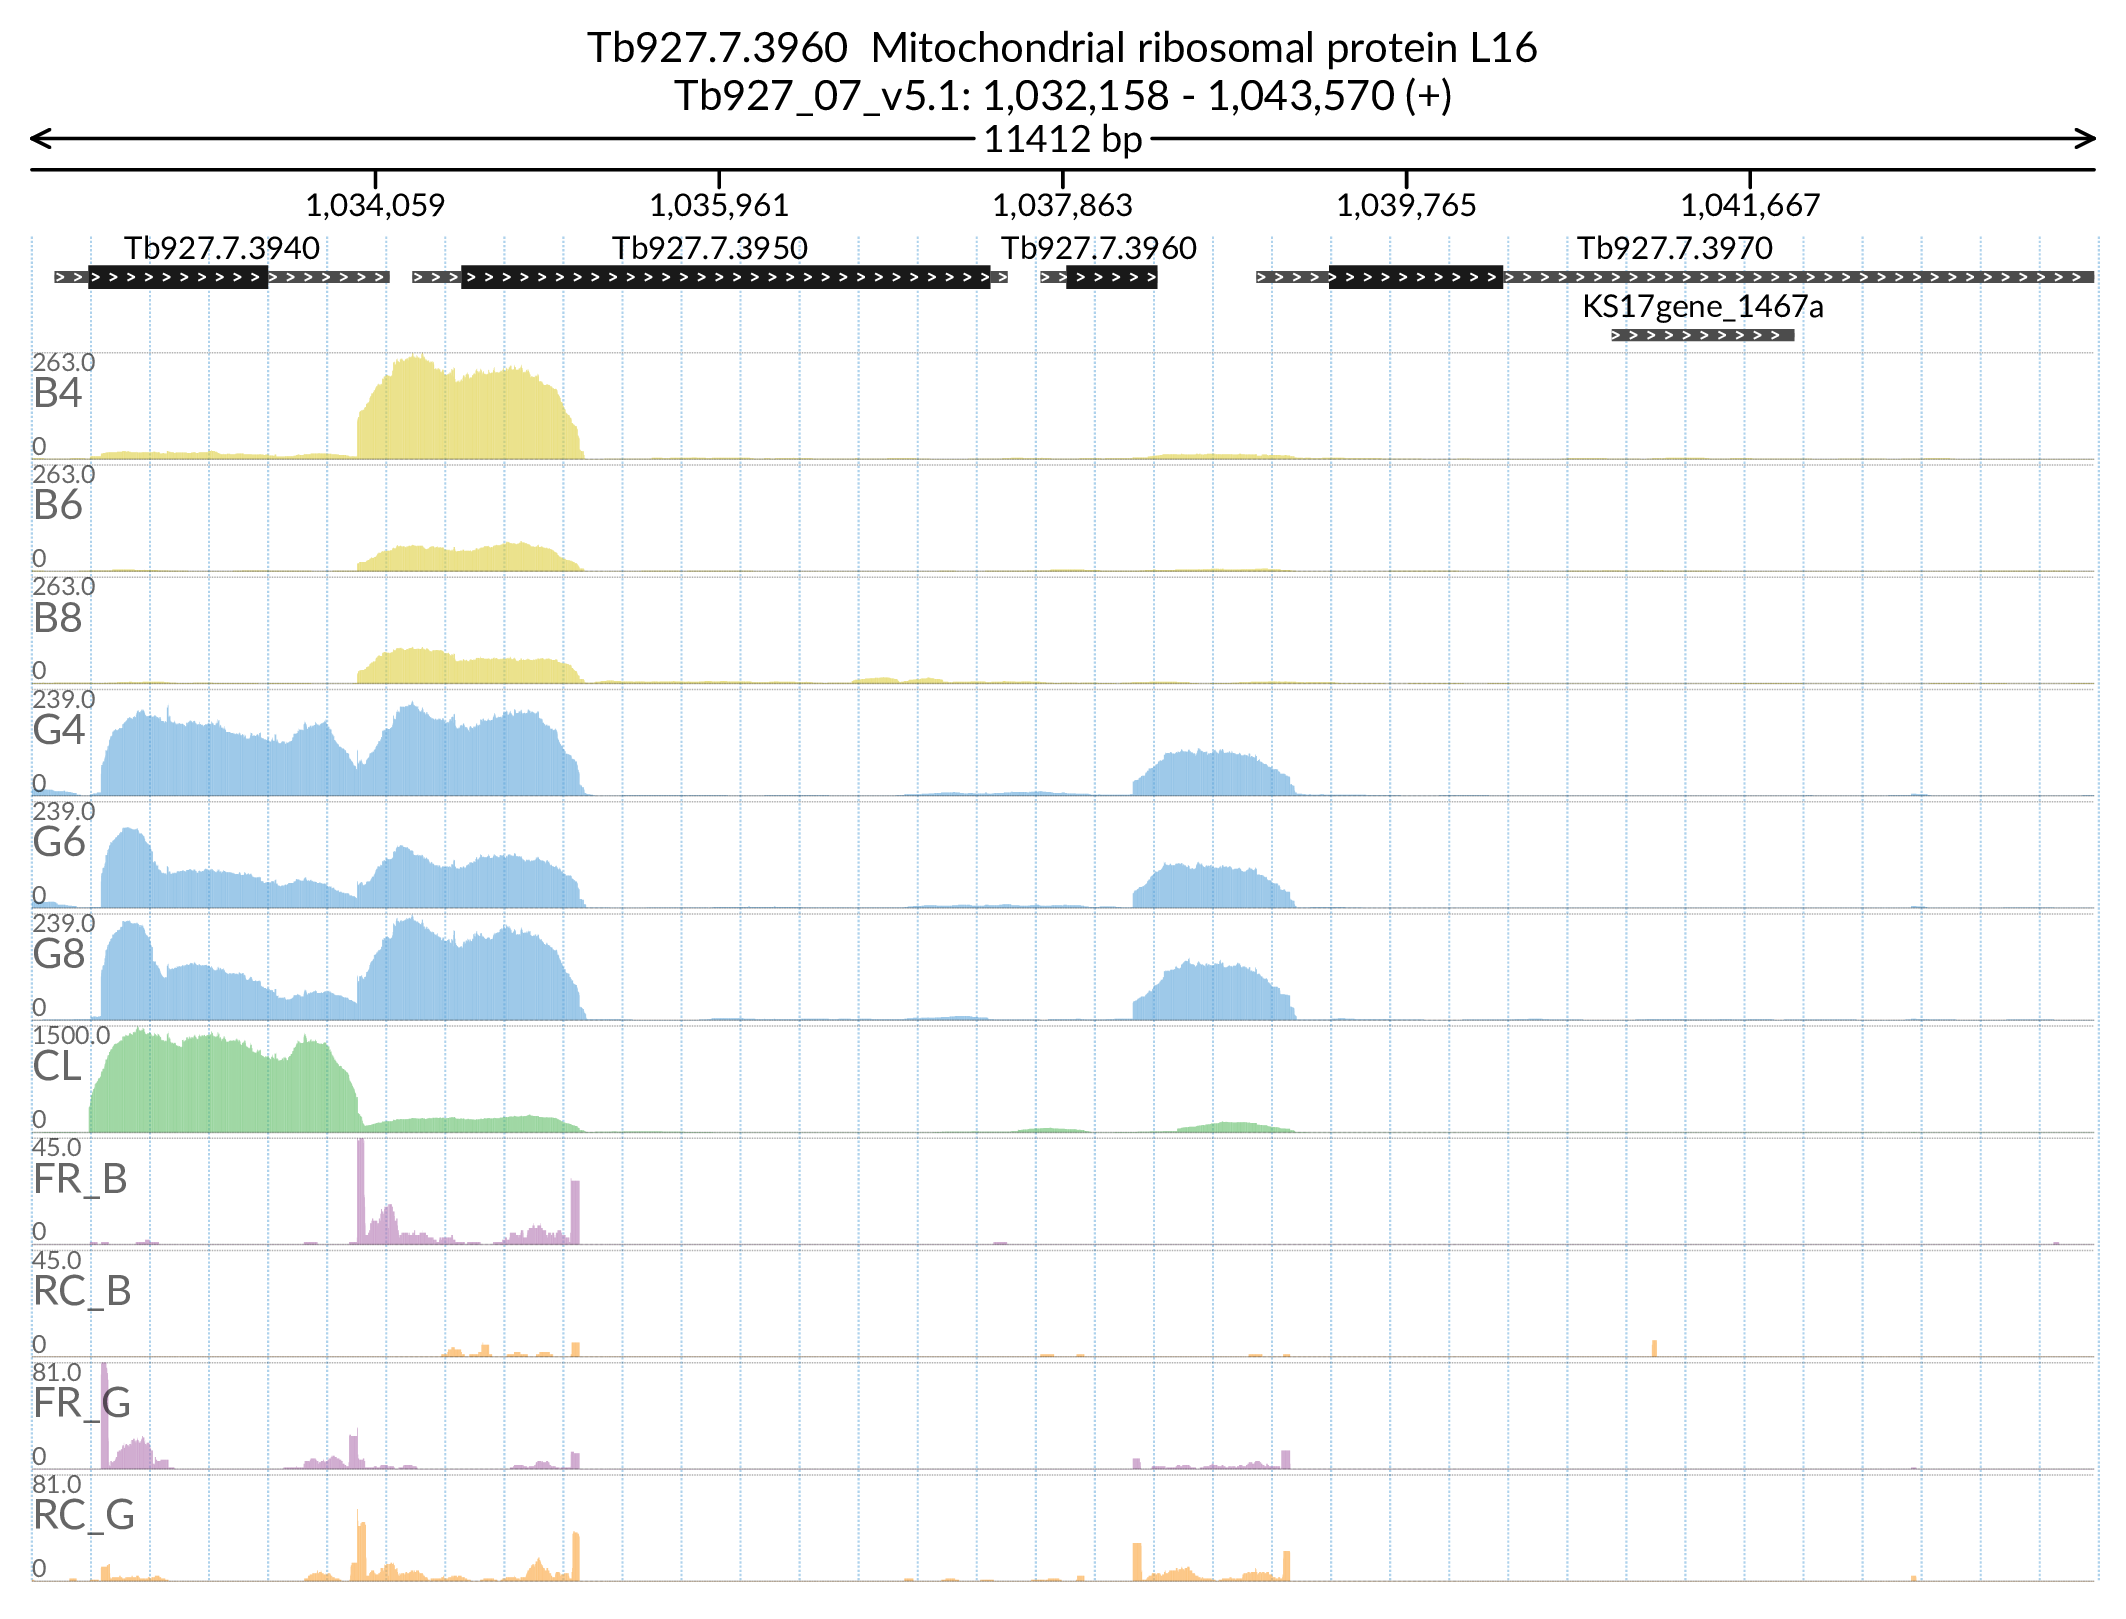 Tb927.7.3960  Mitochondrial ribosomal protein L16
Tb927_07_v5.1: 1,032,158 - 1,043,570 (+)
11412 bp
1,034,059 1,035,961 1,037,863 1,039,765 1,041,667
Tb927.7.3940 Tb927.7.3950 Tb927.7.3960 Tb927.7.3970
KS17gene_1467a
263.0
B4
0
263.0
B6
0
263.0
B8
0
239.0
G4
0
239.0
G6
0
239.0
G8
0
1500.0
CL
0
45.0
FR_B
0
45.0
RC_B
0
81.0
FR_G
0
81.0
RC_G
0